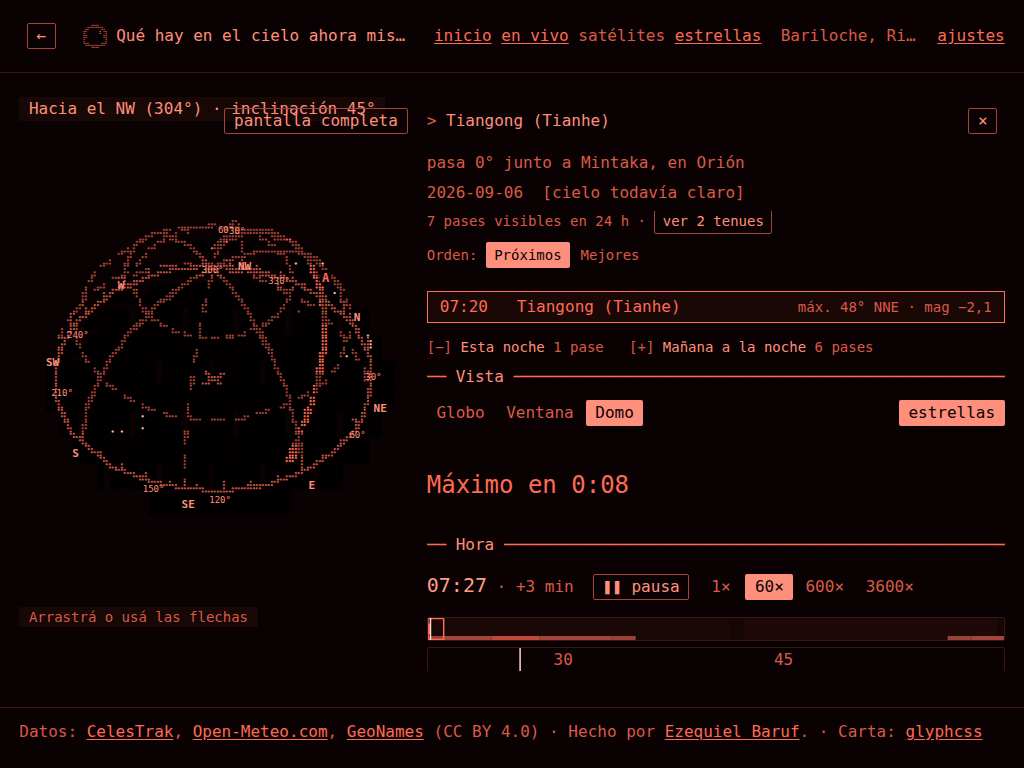 ← Qué hay en el cielo ahora mis… inicio en vivo satélites estrellas Bariloche, Ri… ajustes
Hacia el NW (304°) · inclinación 45°
pantalla completa
60 30°
300° NW 330°
W A
N
240°
SW
30°
210° NE
60°
S
150° E
120°
SE
Arrastrá o usá las flechas
> Tiangong (Tianhe) ×
pasa 0° junto a Mintaka, en Orión
2026-09-06 [cielo todavía claro]
7 pases visibles en 24 h · ver 2 tenues
Orden: Próximos Mejores
07:20 Tiangong (Tianhe) máx. 48° NNE · mag −2,1
[−] Esta noche 1 pase [+] Mañana a la noche 6 pases
Vista
Globo Ventana Domo estrellas
Máximo en 0:08
Hora
07:27 · +3 min ❚❚ pausa 1× 60× 600× 3600×
30 45
Datos: CelesTrak, Open-Meteo.com, GeoNames (CC BY 4.0) · Hecho por Ezequiel Baruf. · Carta: glyphcss